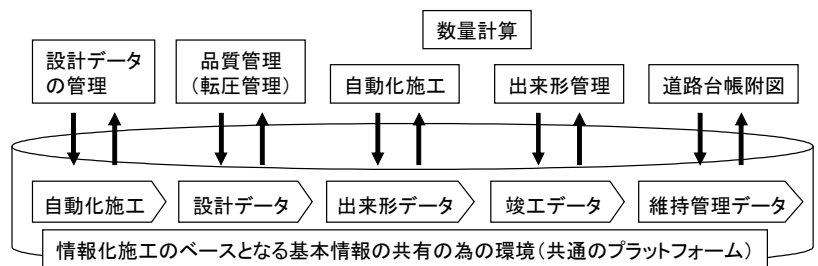 数量計算
設計データ
の管理
品質管理
(転圧管理)
自動化施工
出来形管理
道路台帳附図
自動化施工
設計データ
出来形データ
竣工データ
維持管理データ
情報化施工のベースとなる基本情報の共有の為の環境(共通のプラットフォーム)